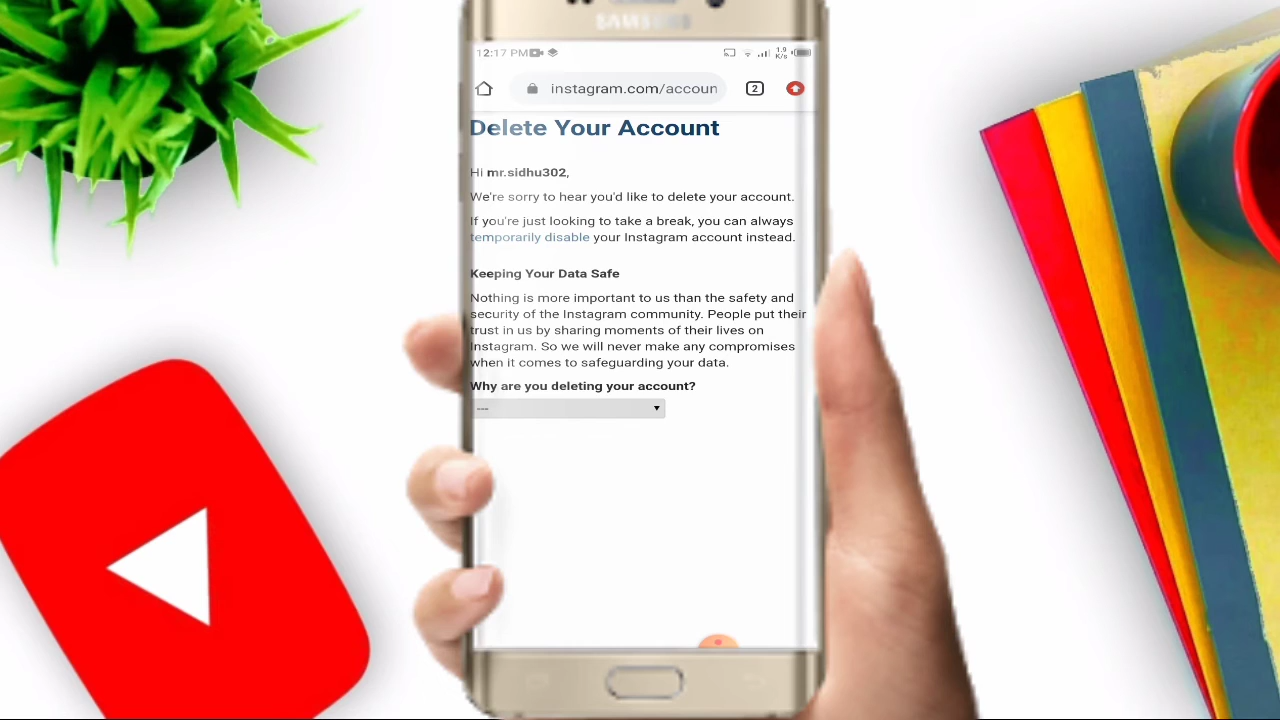 SAMSUNG
12:17 PM
1.9
K/s
instagram.com/accoun
2
Delete Your Account
Hi mr.sidhu302,
We're sorry to hear you'd like to delete your account.
If you're just looking to take a break, you can always
temporarily disable your Instagram account instead.
Keeping Your Data Safe
Nothing is more important to us than the safety and
security of the Instagram community. People put their
trust in us by sharing moments of their lives on
Instagram. So we will never make any compromises
when it comes to safeguarding your data.
Why are you deleting your account?
---